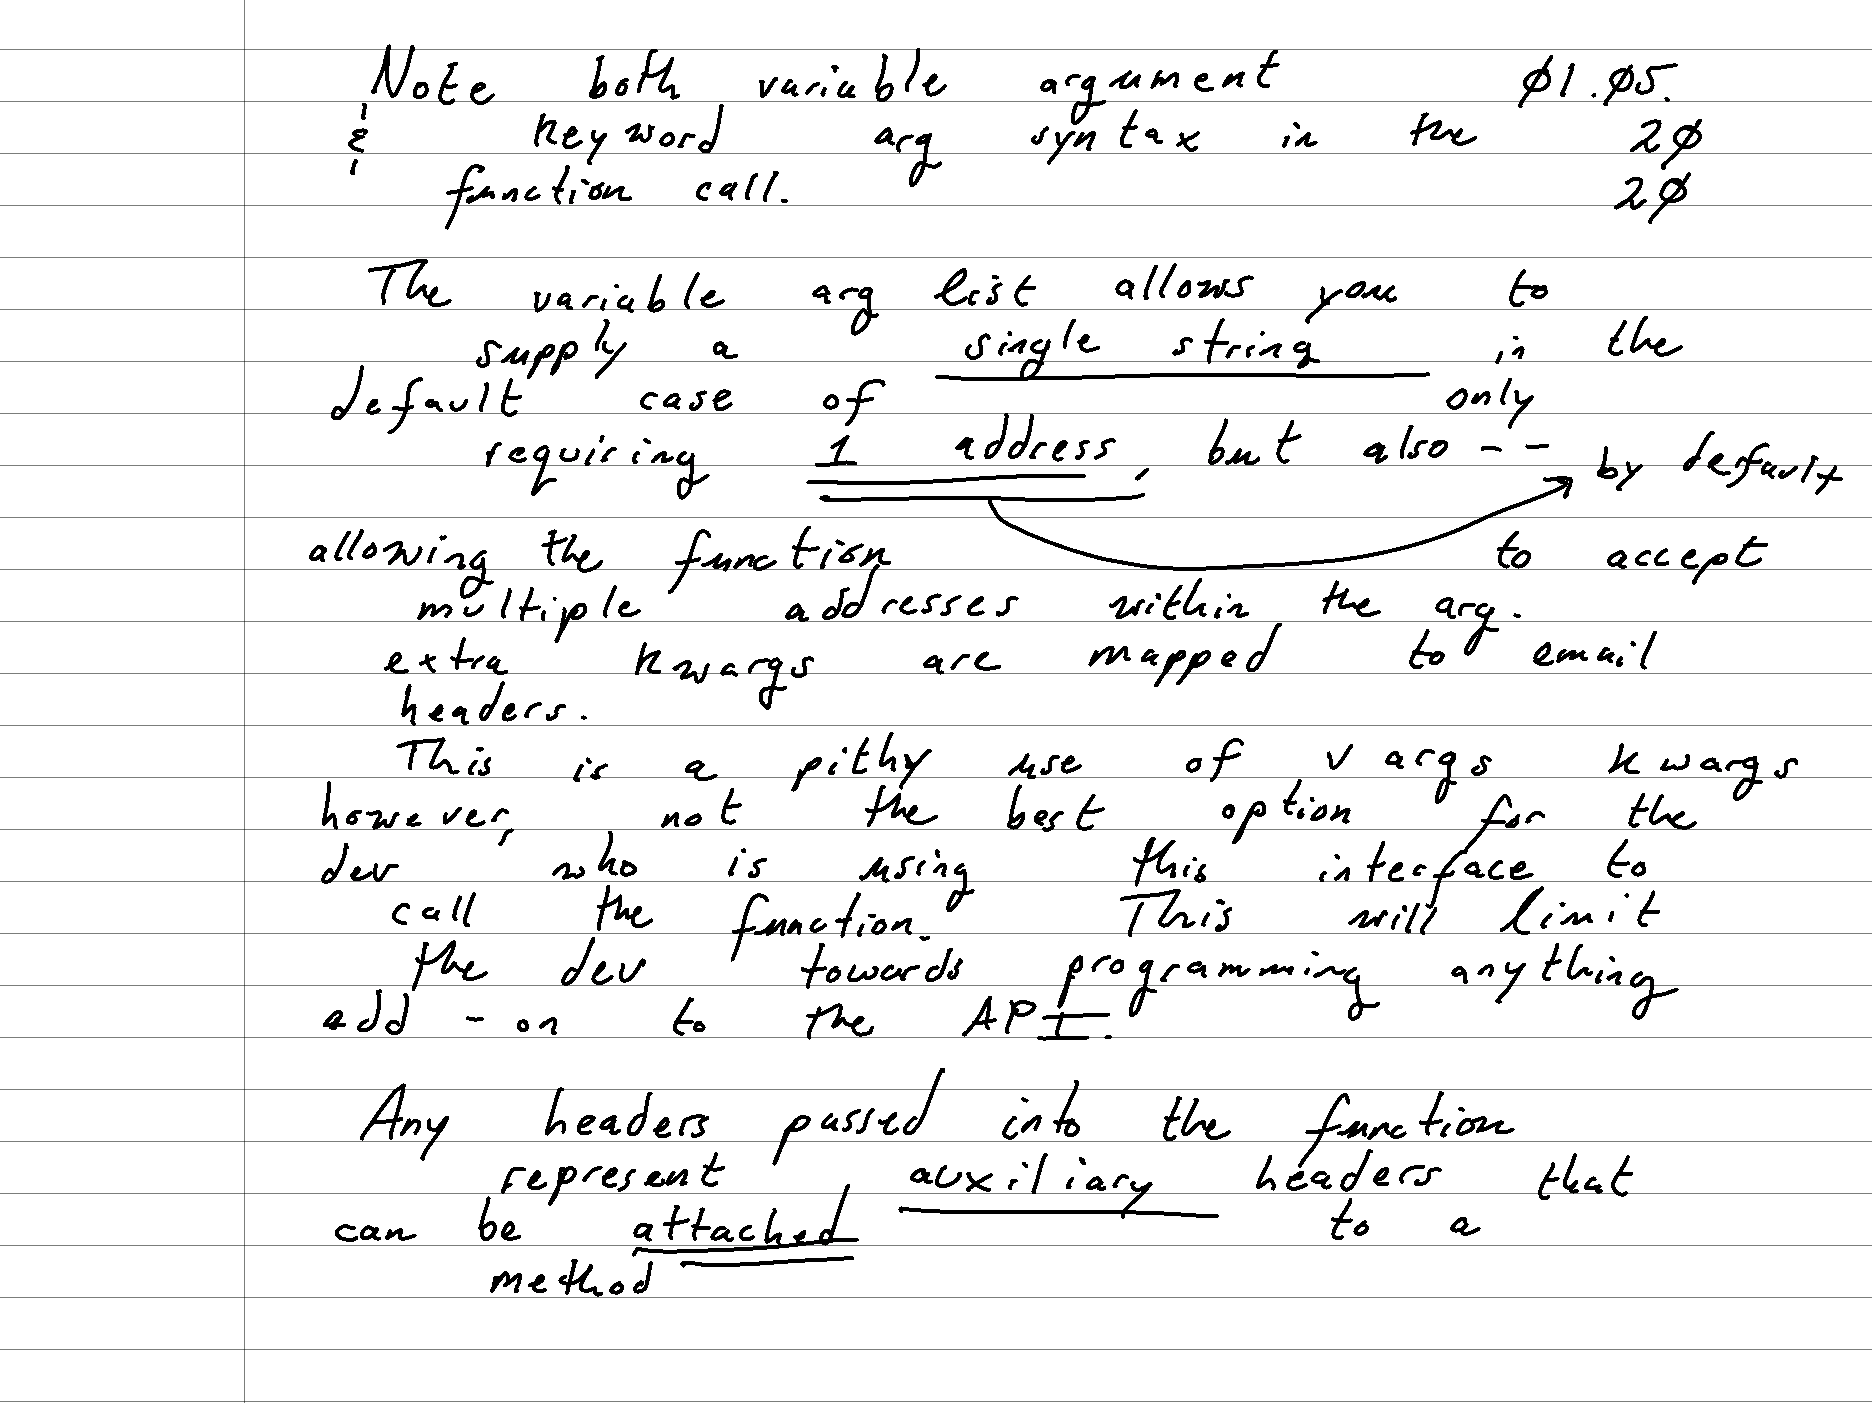 Note both variable argument Ø1.Ø5.
& keyword arg syntax in the 2Ø
function call. 2Ø
The variable arg list allows you to
supply a single string in the
default case of only
requiring 1 address, but also --
by default
allowing the function to accept
multiple addresses within the arg.
extra kwargs are mapped to email
headers.
This is a pithy use of vargs kwargs
however, not the best option for the
dev who is using this interface to
call the function. This will limit
the dev towards programming anything
add-on to the API.
Any headers passed into the function
represent auxiliary headers that
can be attached to a
method